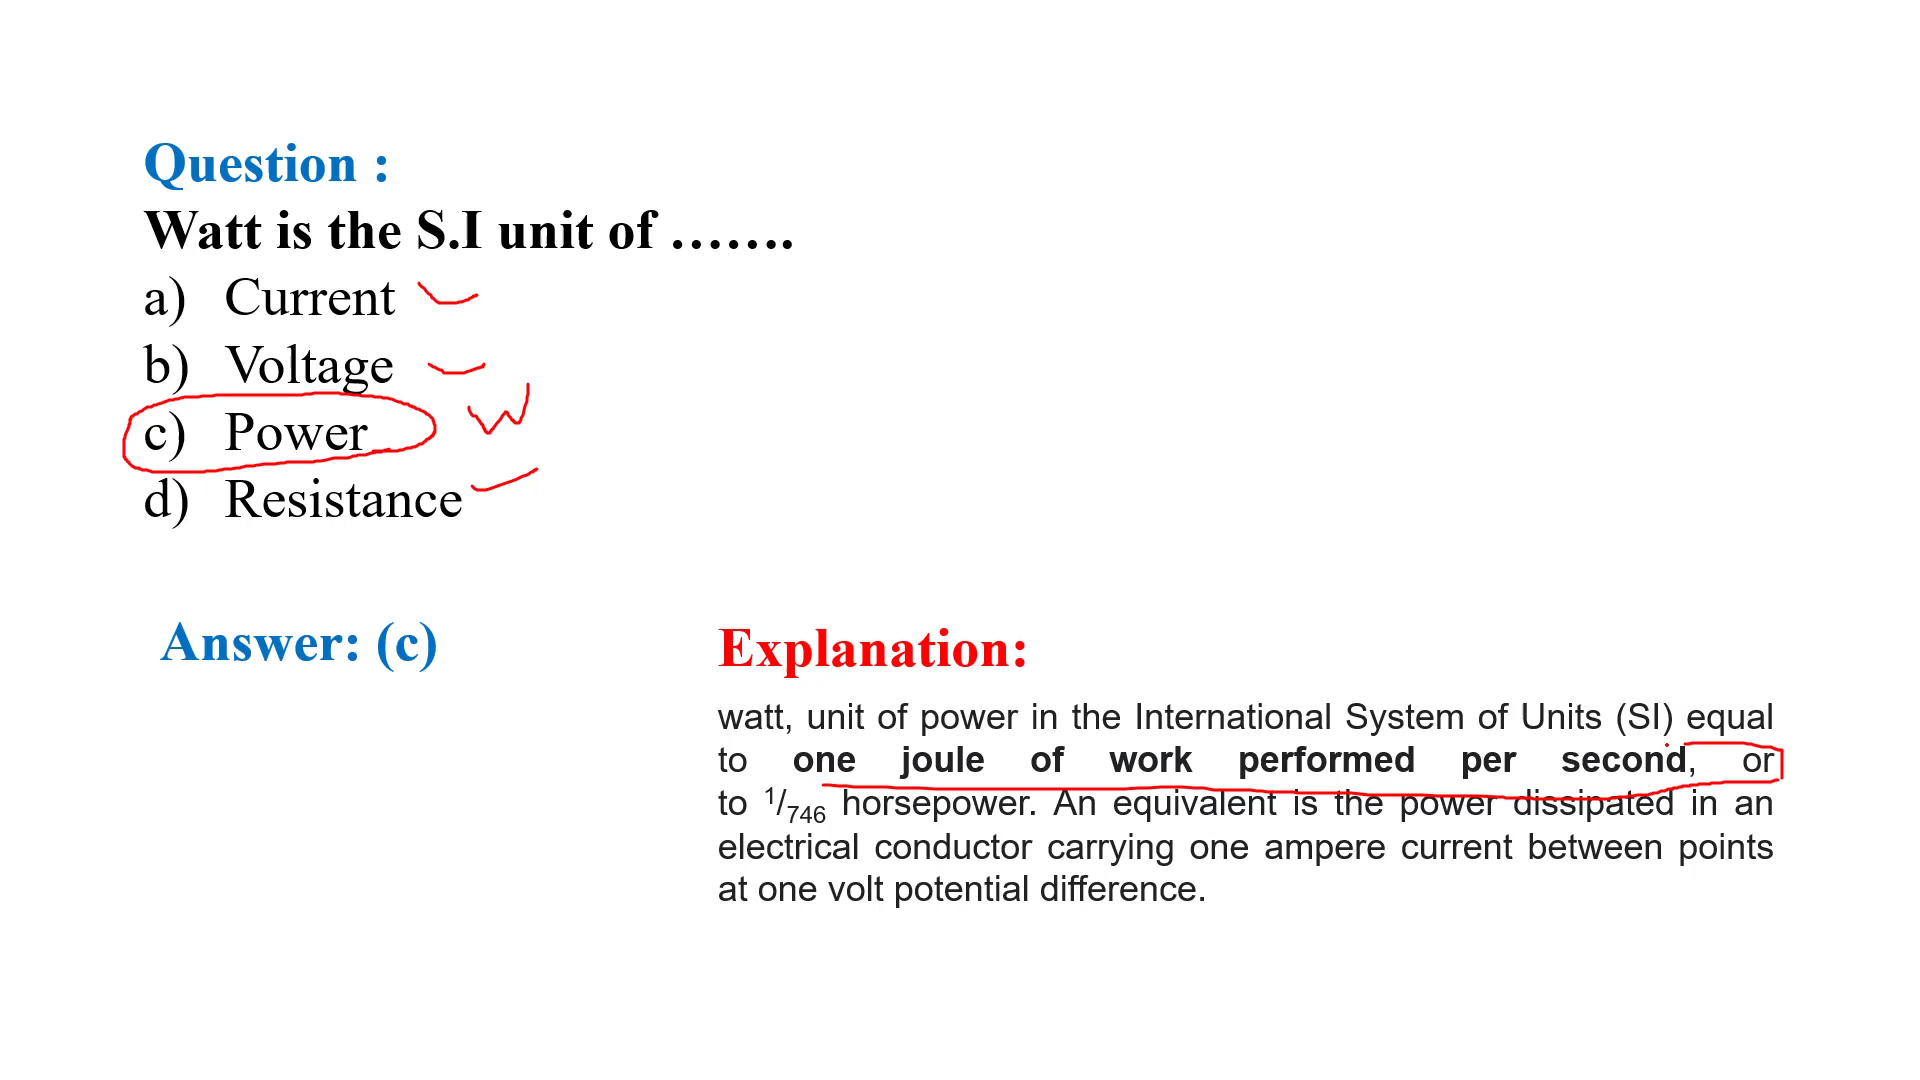 Question :
Watt is the S.I unit of …….
a) Current
b) Voltage
c) Power
W
d) Resistance
Answer: (c)
Explanation:
watt, unit of power in the International System of Units (SI) equal
to one joule of work performed per second, or
to 1/746 horsepower. An equivalent is the power dissipated in an
electrical conductor carrying one ampere current between points
at one volt potential difference.